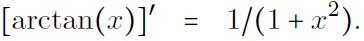 [arctan(x)]′ = 1/(1 + x²).